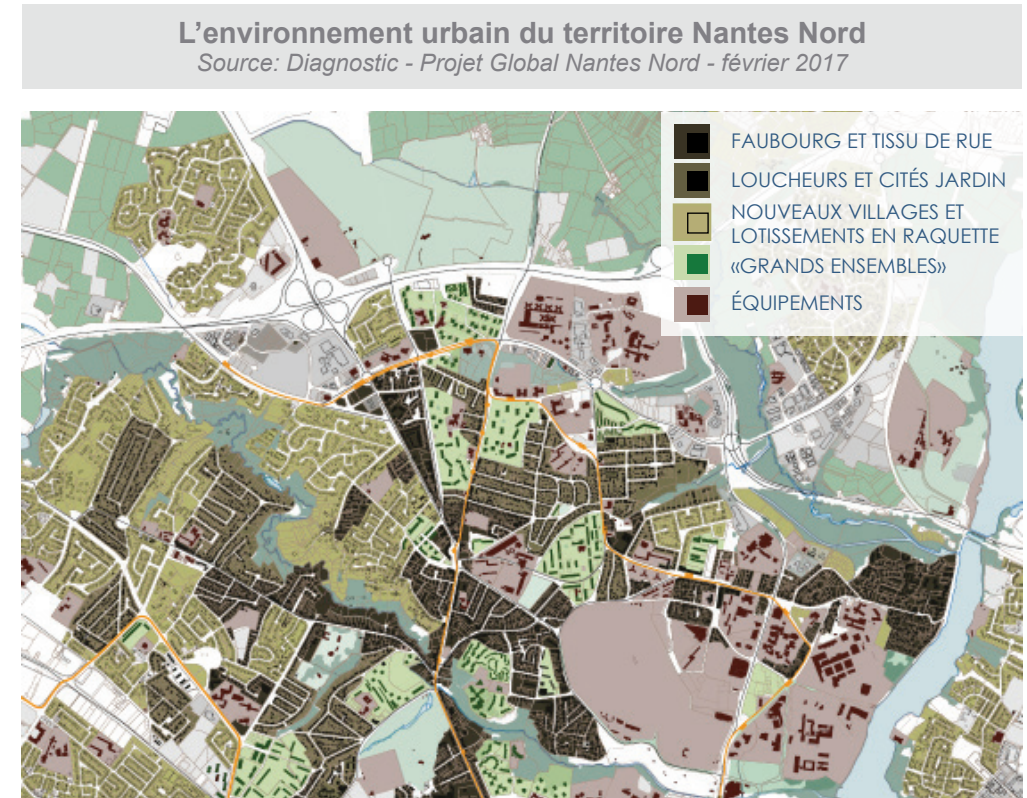 L’environnement urbain du territoire Nantes Nord
Source: Diagnostic - Projet Global Nantes Nord - février 2017
FAUBOURG ET TISSU DE RUE
LOUCHEURS ET CITÉS JARDIN
NOUVEAUX VILLAGES ET
LOTISSEMENTS EN RAQUETTE
«GRANDS ENSEMBLES»
ÉQUIPEMENTS